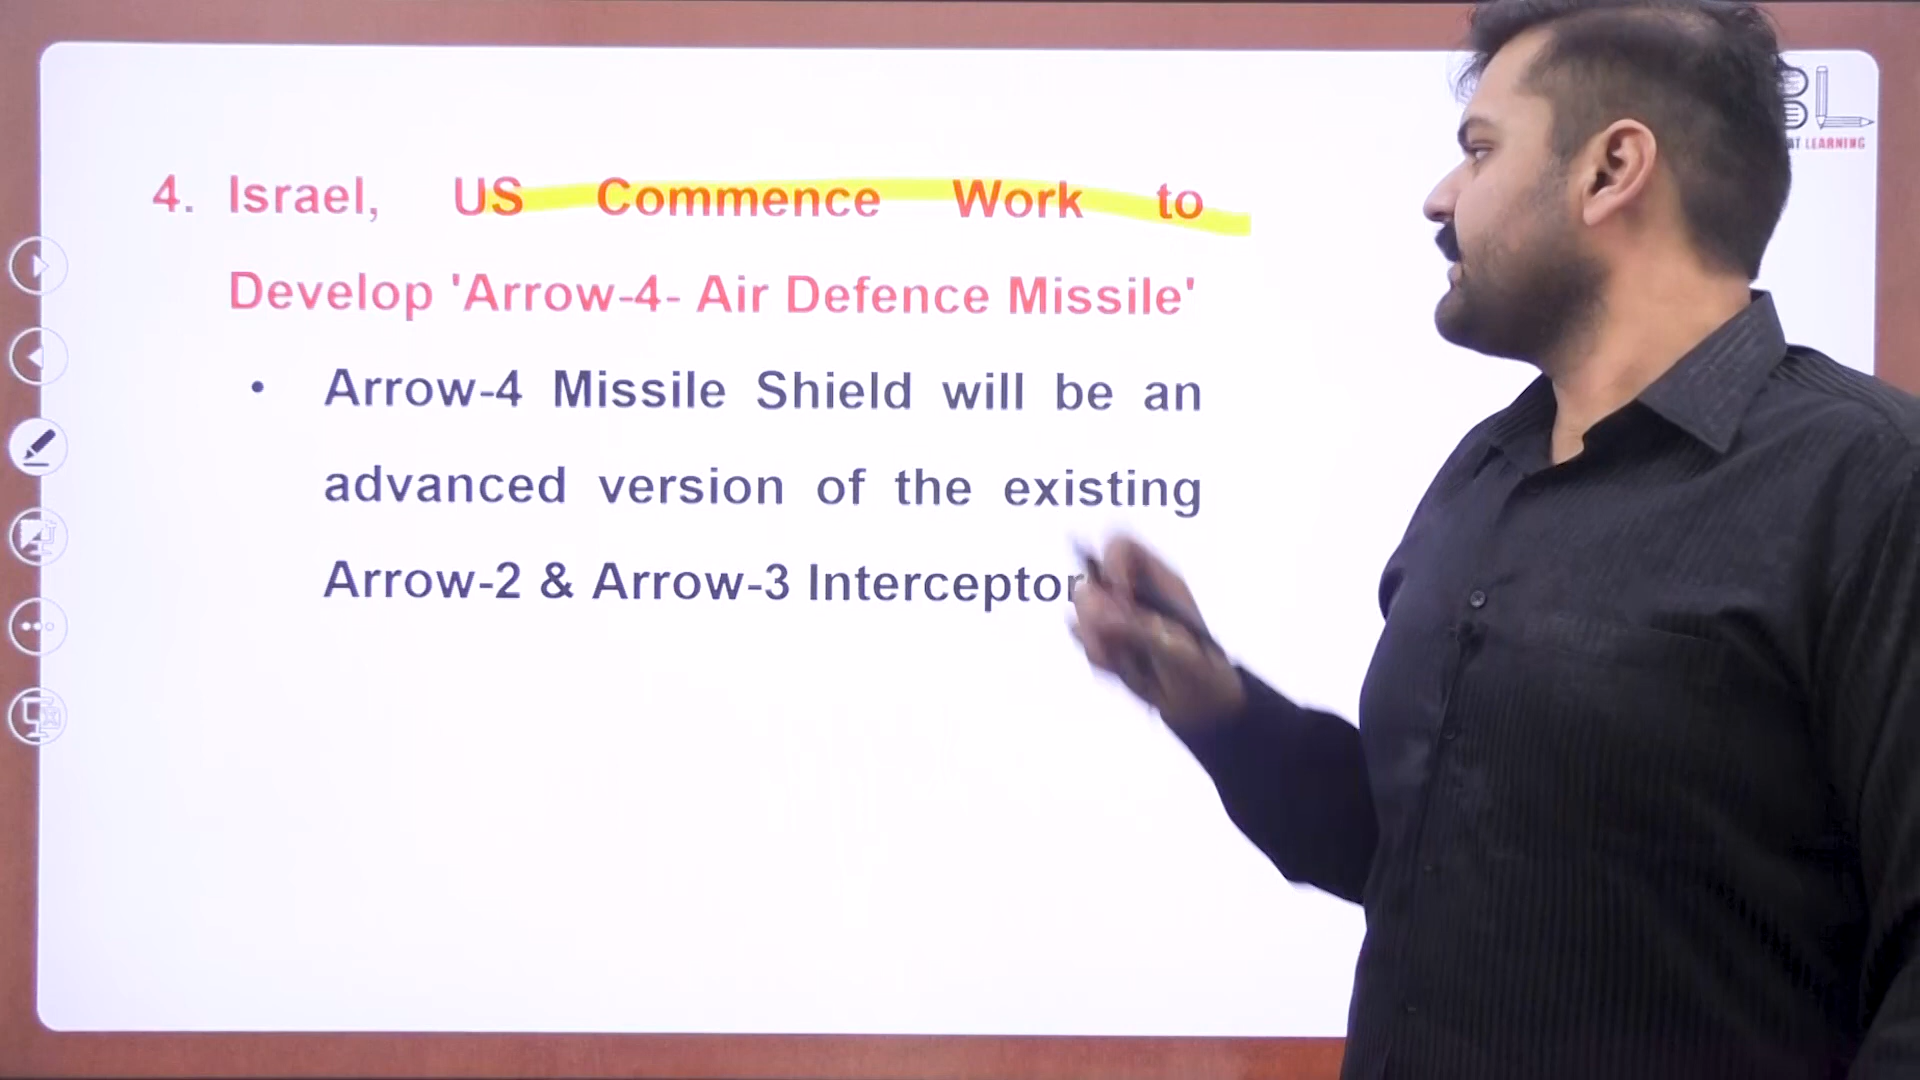 4. Israel, US Commence Work to
Develop 'Arrow-4- Air Defence Missile'
• Arrow-4 Missile Shield will be an
advanced version of the existing
Arrow-2 & Arrow-3 Interceptor
LEARNING